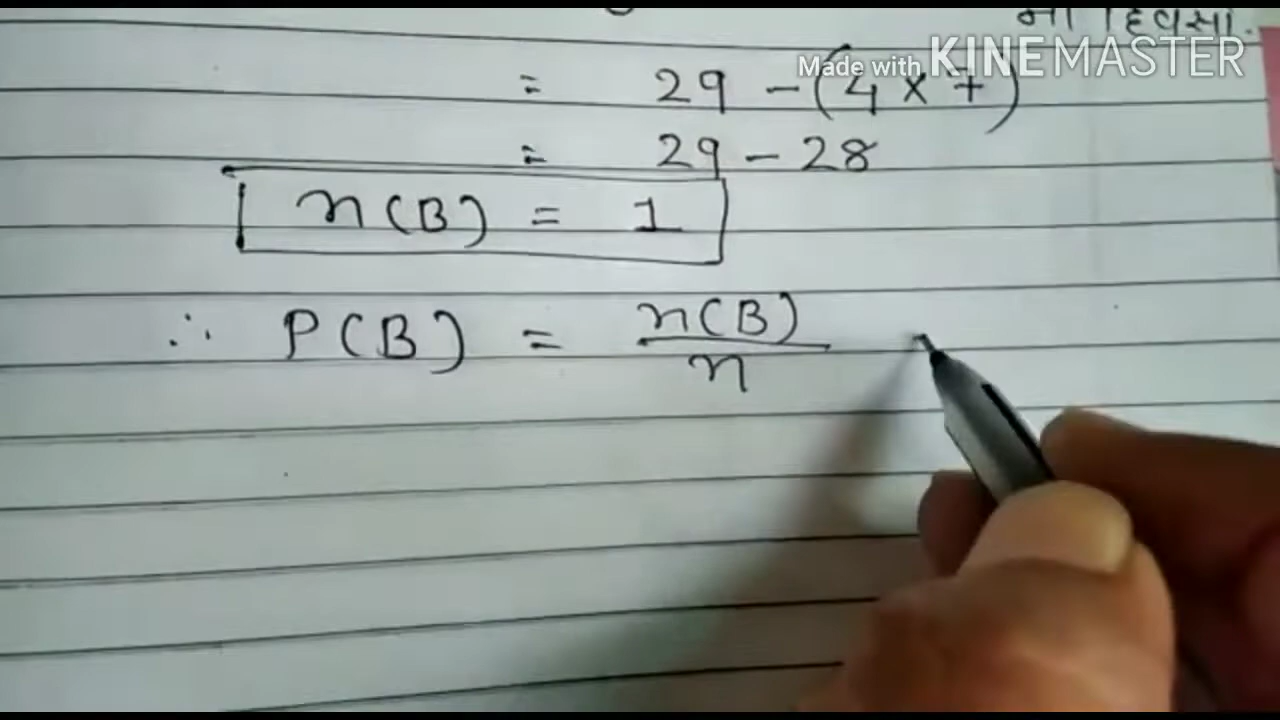 Made with KINEMASTER
= 29 - (4 × 7)
= 29 - 28
n(B) = 1
∴ P(B) = n(B)/n